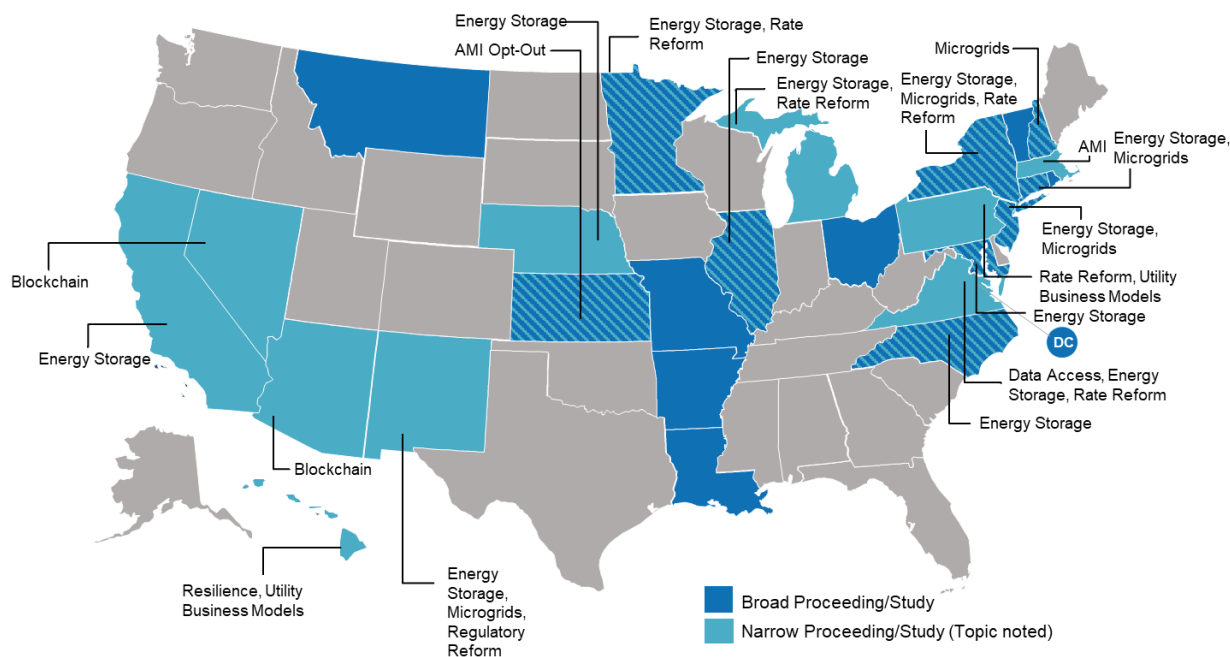 Energy Storage
AMI Opt-Out
Energy Storage, Rate
Reform
Energy Storage
Energy Storage,
Rate Reform
Microgrids
Energy Storage,
Microgrids, Rate
Reform
AMI
Energy Storage,
Microgrids
Energy Storage,
Microgrids
Rate Reform, Utility
Business Models
Energy Storage
DC
Data Access, Energy
Storage, Rate Reform
Energy Storage
Blockchain
Energy Storage
Blockchain
Resilience, Utility
Business Models
Energy
Storage,
Microgrids,
Regulatory
Reform
Broad Proceeding/Study
Narrow Proceeding/Study (Topic noted)